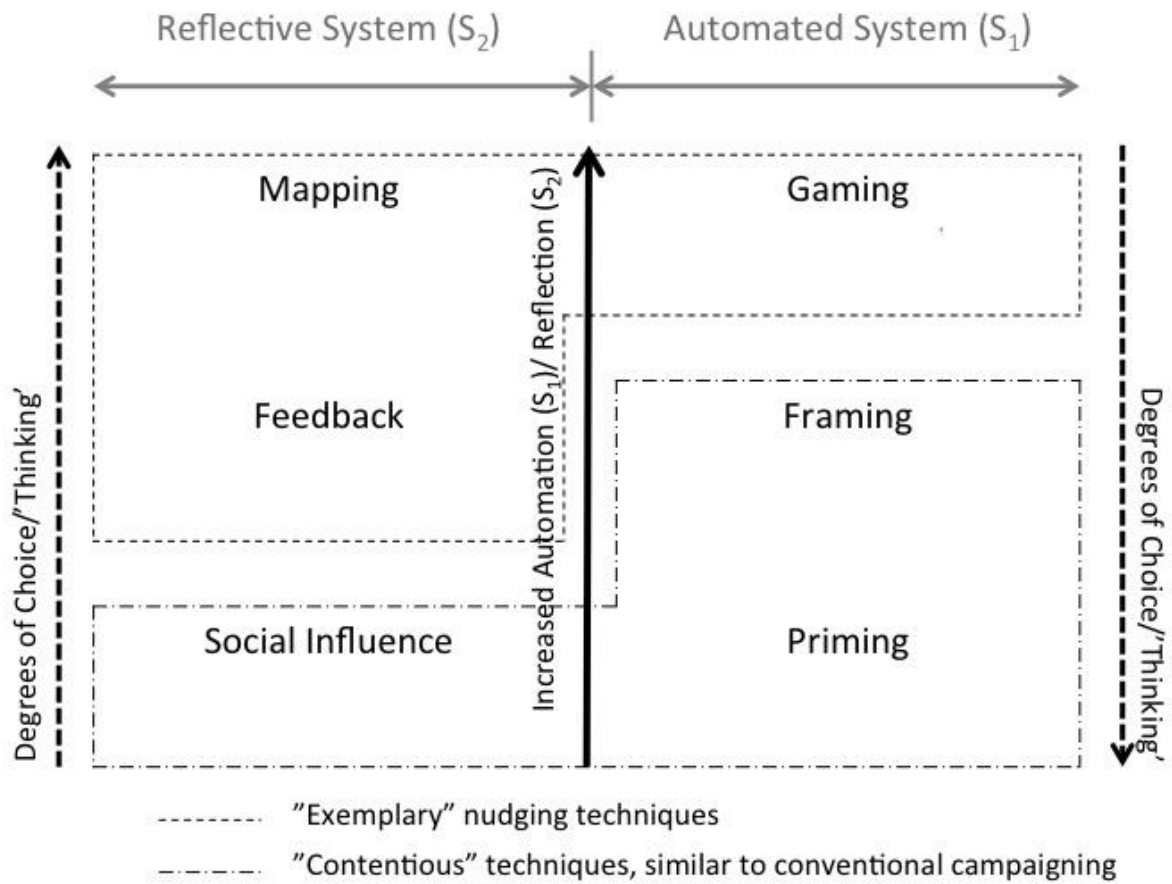 Reflective System (S₂)
Automated System (S₁)
Mapping
Gaming
Feedback
Framing
Social Influence
Priming
Degrees of Choice/'Thinking'
Increased Automation (S₁)/ Reflection (S₂)
Degrees of Choice/'Thinking'
”Exemplary” nudging techniques
”Contentious” techniques, similar to conventional campaigning